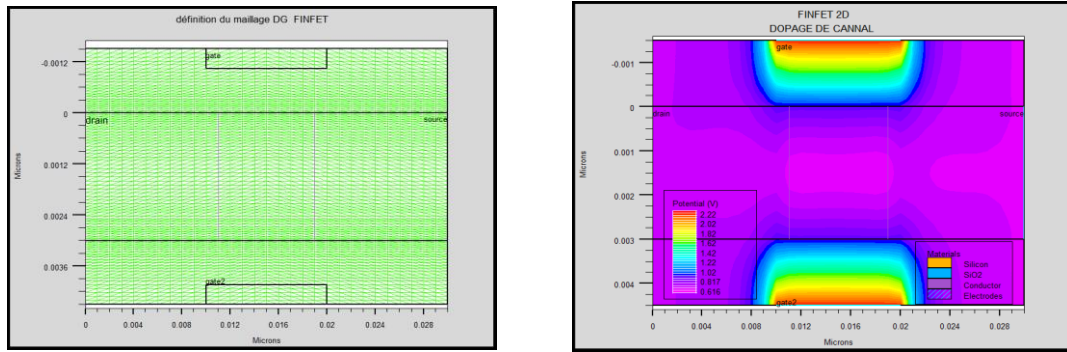 définition du maillage DG FINFET
gate
-0.0012
0
drain
source
0.0012
0.0024
0.0036
gate2
Microns
0
0.004
0.008
0.012
0.016
0.02
0.024
0.028
Microns
FINFET 2D
DOPAGE DE CANNAL
gate
-0.001
0
drain
source
0.001
0.002
0.003
0.004
Microns
Potential (V)
2.22
2.02
1.82
1.62
1.42
1.22
1.02
0.817
0.616
Materials
Silicon
SiO2
Conductor
Electrodes
gate2
0
0.004
0.008
0.012
0.016
0.02
0.024
0.028
Microns